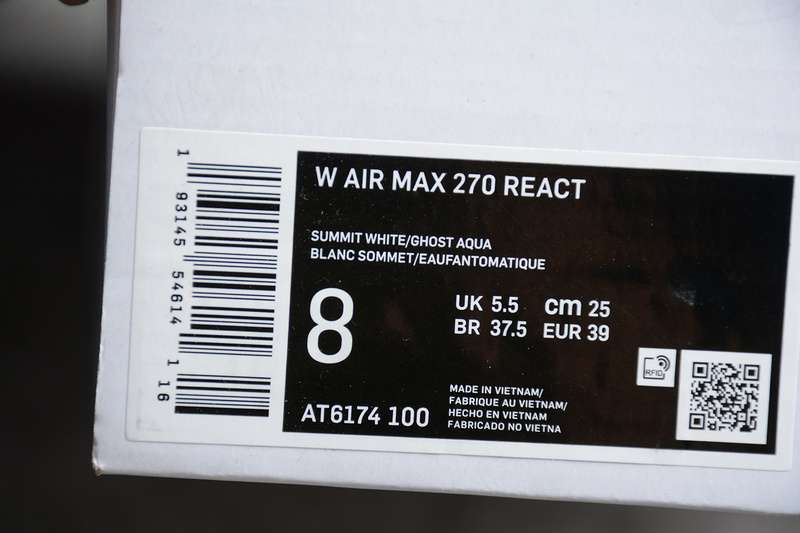 W AIR MAX 270 REACT
SUMMIT WHITE/GHOST AQUA
BLANC SOMMET/EAUFANTOMATIQUE
8
UK 5.5 cm 25
BR 37.5 EUR 39
RFID
AT6174 100
MADE IN VIETNAM/
FABRIQUE AU VIETNAM/
HECHO EN VIETNAM
FABRICADO NO VIETNA
1 93145 54614 1 16